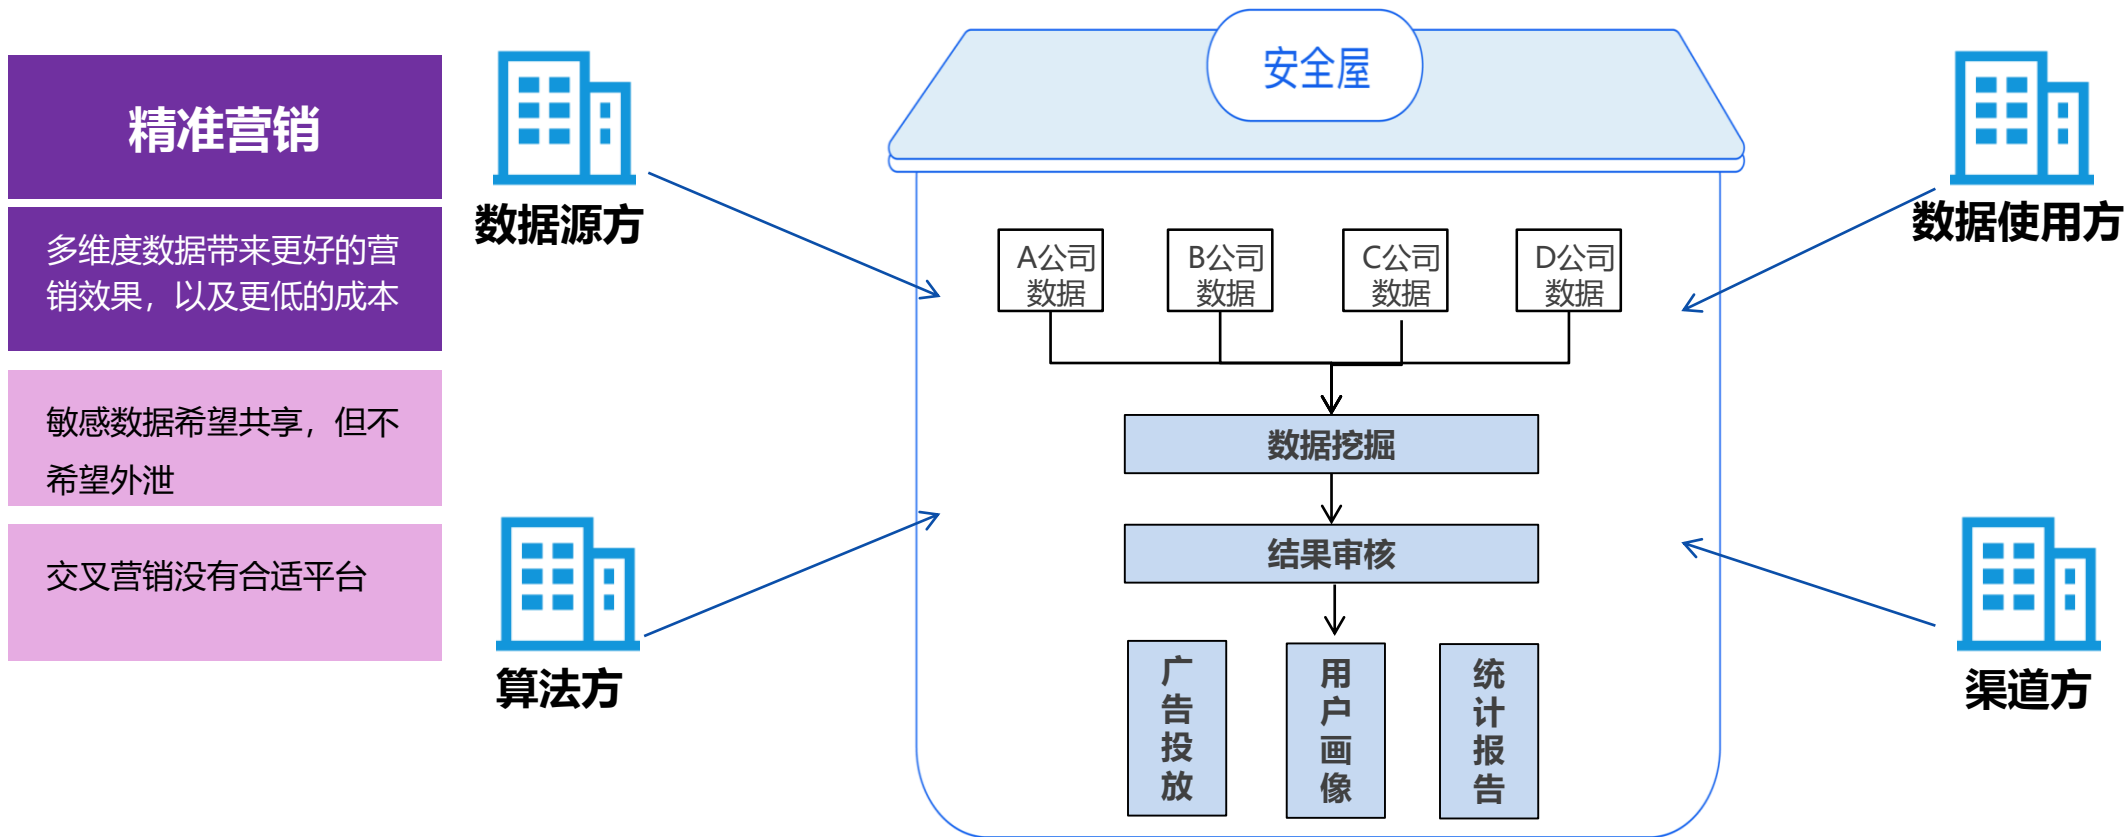 精准营销
多维度数据带来更好的营
销效果，以及更低的成本
敏感数据希望共享，但不
希望外泄
交叉营销没有合适平台
数据源方
算法方
安全屋
A公司
数据
B公司
数据
C公司
数据
D公司
数据
数据挖掘
结果审核
广告投放
用户画像
统计报告
数据使用方
渠道方